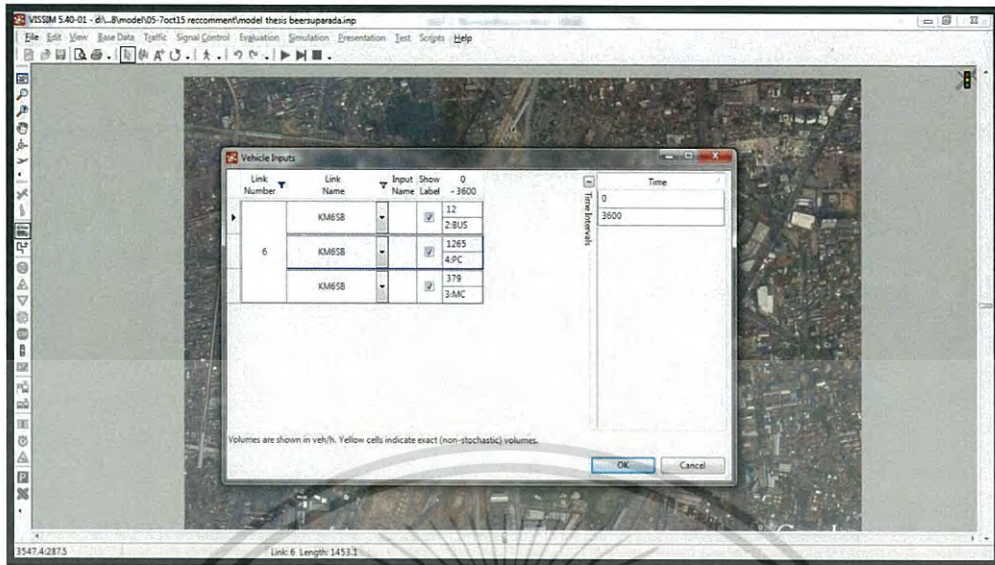 VISSIM 5.40-01 - d:\...8\model\05-7oct15 reccomment\model thesis beersuparada.inp
File Edit View Base Data Traffic Signal Control Evaluation Simulation Presentation Test Scripts Help
Vehicle Inputs
Link Number Link Name Input Name Show Label 0 - 3600
6
KM6SB 12
2:BUS
KM6SB 1265
4:PC
KM6SB 379
3:MC
Time Intervals
Time
0
3600
Volumes are shown in veh/h. Yellow cells indicate exact (non-stochastic) volumes.
OK Cancel
3547.4:287.5 Link: 6 Length: 1453.1